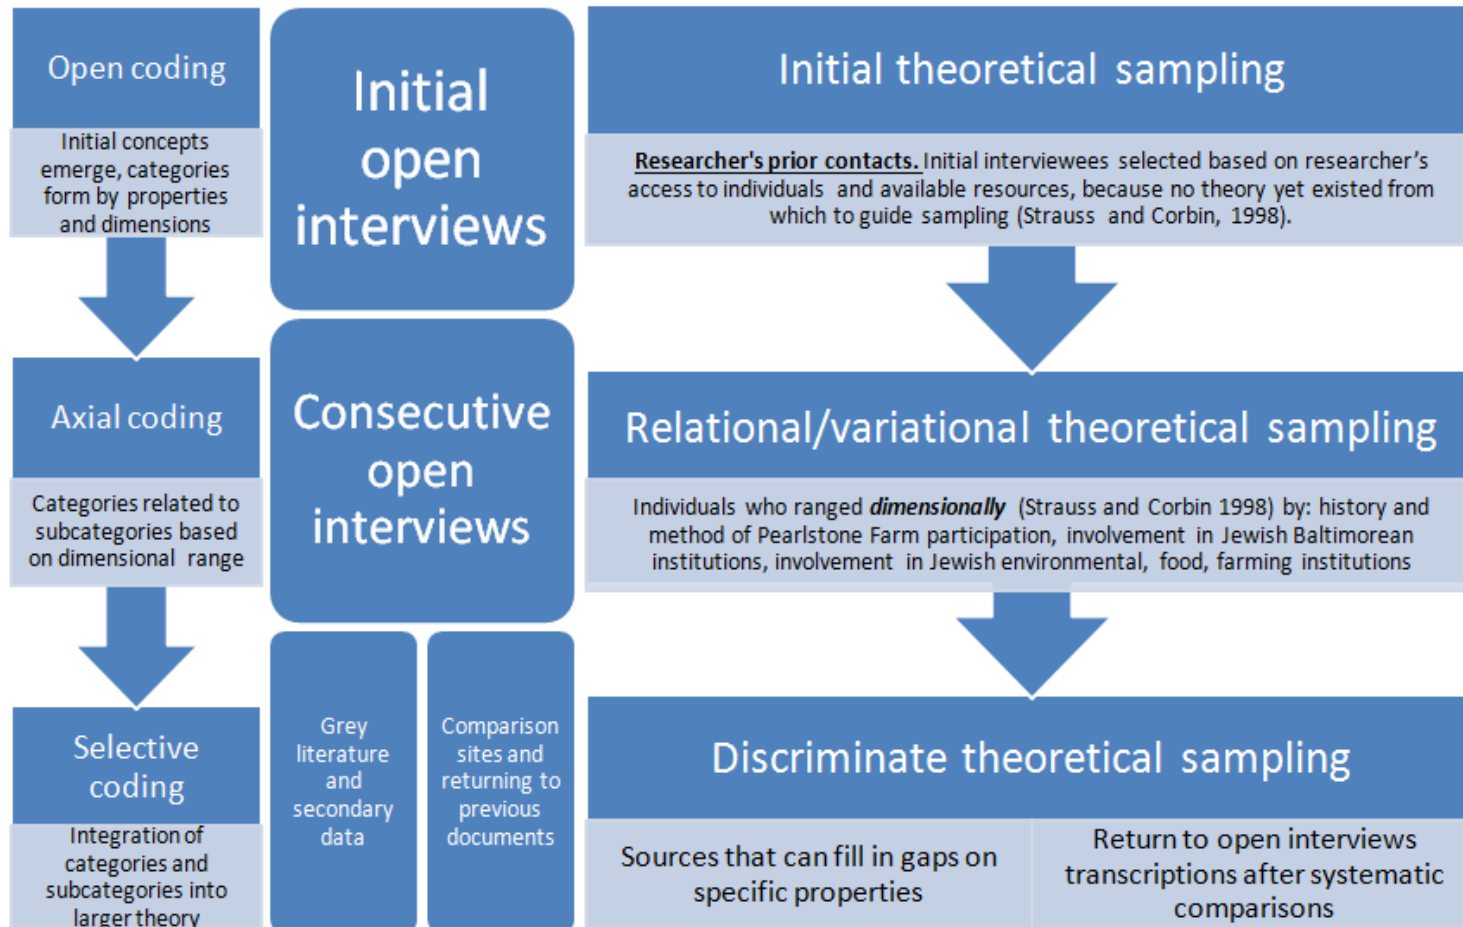 Open coding
Initial concepts
emerge, categories
form by properties
and dimensions
Axial coding
Categories related to
subcategories based
on dimensional range
Selective
coding
Integration of
categories and
subcategories into
larger theory
Initial
open
interviews
Consecutive
open
interviews
Grey
literature
and
secondary
data
Comparison
sites and
returning to
previous
documents
Initial theoretical sampling
Researcher's prior contacts. Initial interviewees selected based on researcher's
access to individuals and available resources, because no theory yet existed from
which to guide sampling (Strauss and Corbin, 1998).
Relational/variational theoretical sampling
Individuals who ranged dimensionally (Strauss and Corbin 1998) by: history and
method of Pearlstone Farm participation, involvement in Jewish Baltimorean
institutions, involvement in Jewish environmental, food, farming institutions
Discriminate theoretical sampling
Sources that can fill in gaps on
specific properties
Return to open interviews
transcriptions after systematic
comparisons